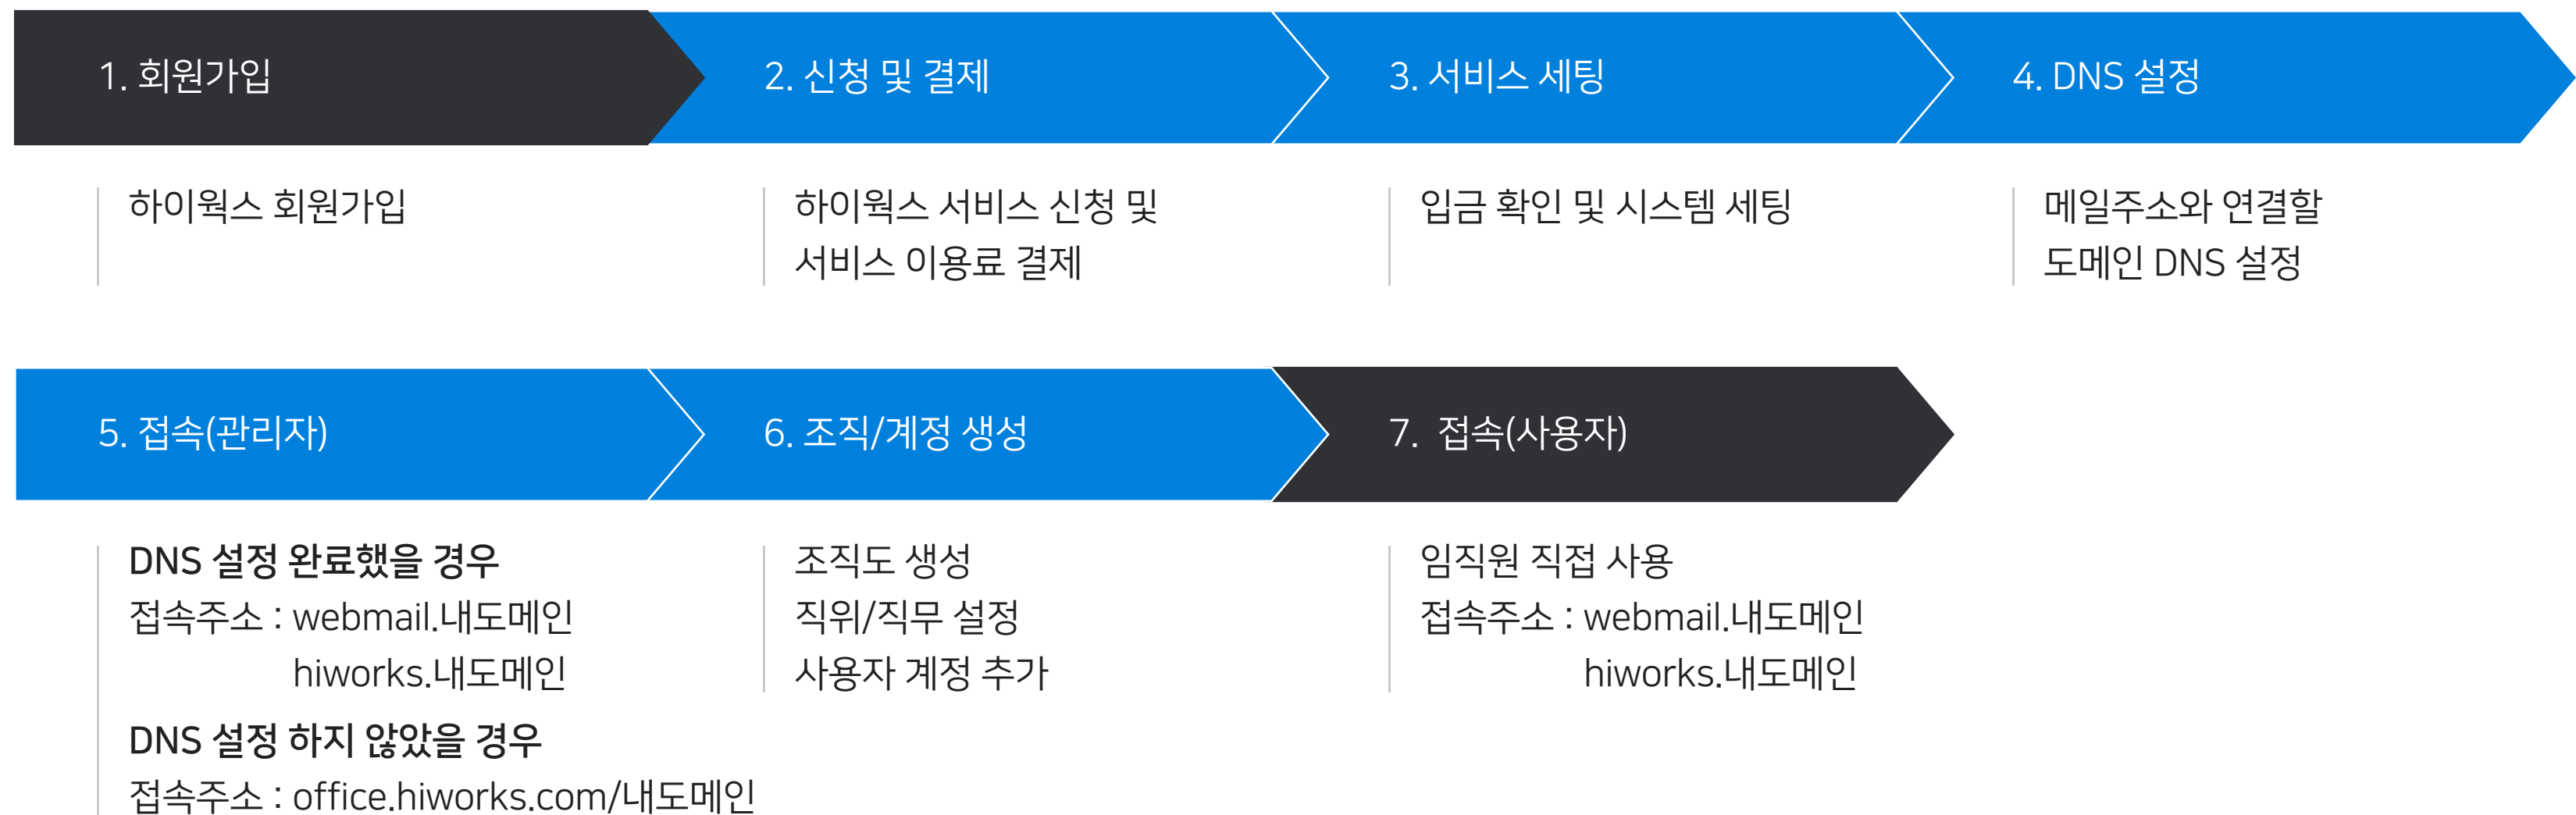 1. 회원가입
2. 신청 및 결제
3. 서비스 세팅
4. DNS 설정
하이웍스 회원가입
하이웍스 서비스 신청 및
서비스 이용료 결제
입금 확인 및 시스템 세팅
메일주소와 연결할
도메인 DNS 설정
5. 접속(관리자)
6. 조직/계정 생성
7. 접속(사용자)
DNS 설정 완료했을 경우
접속주소 : webmail.내도메인
hiworks.내도메인
DNS 설정 하지 않았을 경우
접속주소 : office.hiworks.com/내도메인
조직도 생성
직위/직무 설정
사용자 계정 추가
임직원 직접 사용
접속주소 : webmail.내도메인
hiworks.내도메인